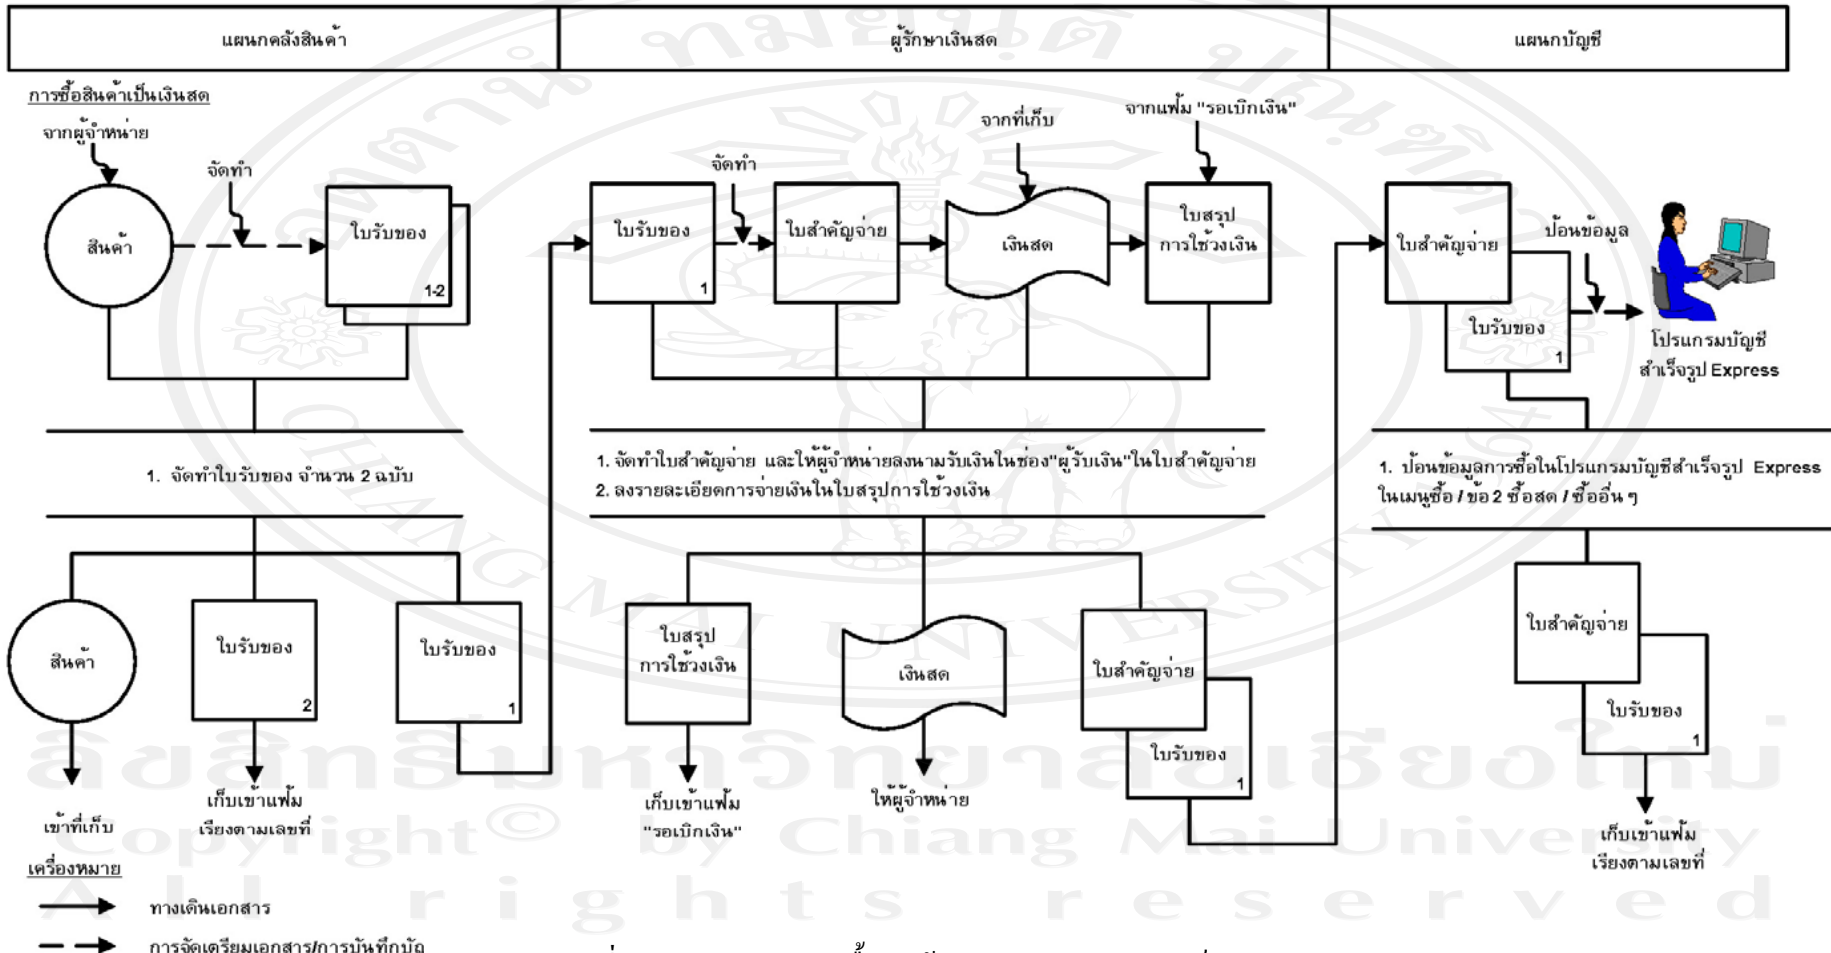 แผนกคลังสินค้า
ผู้รักษาเงินสด
แผนกบัญชี
การซื้อสินค้าเป็นเงินสด
จากผู้จำหน่าย
จัดทำ
สินค้า
ใบรับของ
1-2
1. จัดทำใบรับของ จำนวน 2 ฉบับ
สินค้า
ใบรับของ
2
ใบรับของ
1
เข้าที่เก็บ
เก็บเข้าแฟ้ม
เรียงตามเลขที่
จัดทำ
จากที่เก็บ
จากแฟ้ม "รอเบิกเงิน"
ใบรับของ
1
ใบสำคัญจ่าย
เงินสด
ใบสรุป
การใช้วงเงิน
1. จัดทำใบสำคัญจ่าย และให้ผู้จำหน่ายลงนามรับเงินในช่อง"ผู้รับเงิน"ในใบสำคัญจ่าย
2. ลงรายละเอียดการจ่ายเงินในใบสรุปการใช้วงเงิน
ใบสรุป
การใช้วงเงิน
เงินสด
ใบสำคัญจ่าย
ใบรับของ
1
เก็บเข้าแฟ้ม
"รอเบิกเงิน"
ให้ผู้จำหน่าย
ใบสำคัญจ่าย
ใบรับของ
1
ป้อนข้อมูล
โปรแกรมบัญชี
สำเร็จรูป Express
1. ป้อนข้อมูลการซื้อในโปรแกรมบัญชีสำเร็จรูป Express
ในเมนูซื้อ / ข้อ 2 ซื้อสด / ซื้ออื่น ๆ
ใบสำคัญจ่าย
ใบรับของ
1
เก็บเข้าแฟ้ม
เรียงตามเลขที่
เครื่องหมาย
ทางเดินเอกสาร
การจัดเตรียมเอกสาร/การบันทึกบัญ
CHIANG MAI UNIVERSITY 1964
ลิขสิทธิ์มหาวิทยาลัยเชียงใหม่
Copyright© by Chiang Mai University
All rights reserved